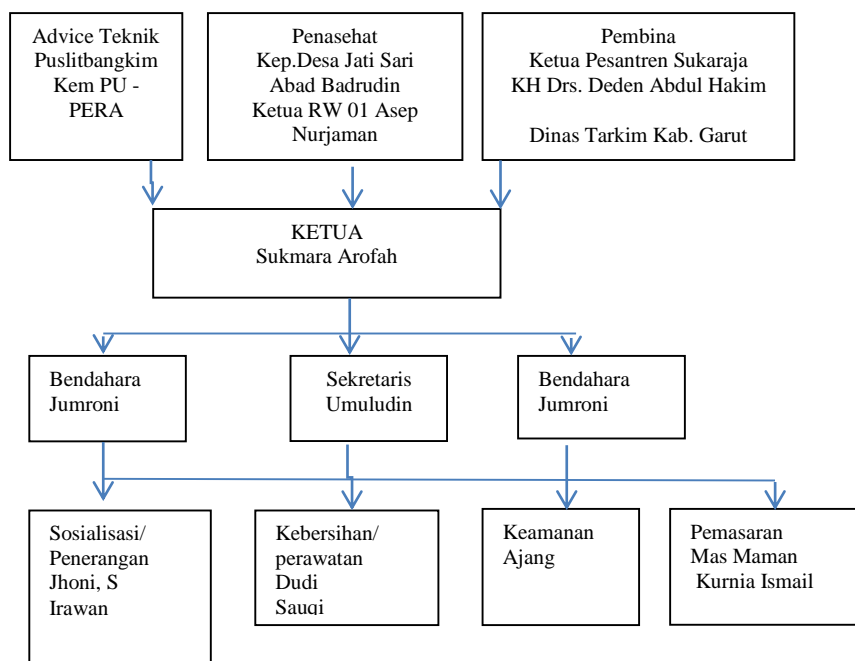 Advice Teknik
Puslitbangkim
Kem PU -
PERA
Penasehat
Kep.Desa Jati Sari
Abad Badrudin
Ketua RW 01 Asep
Nurjaman
Pembina
Ketua Pesantren Sukaraja
KH Drs. Deden Abdul Hakim
Dinas Tarkim Kab. Garut
KETUA
Sukmara Arofah
Bendahara
Jumroni
Sekretaris
Umuludin
Bendahara
Jumroni
Sosialisasi/
Penerangan
Jhoni, S
Irawan
Kebersihan/
perawatan
Dudi
Sauqi
Keamanan
Ajang
Pemasaran
Mas Maman
Kurnia Ismail